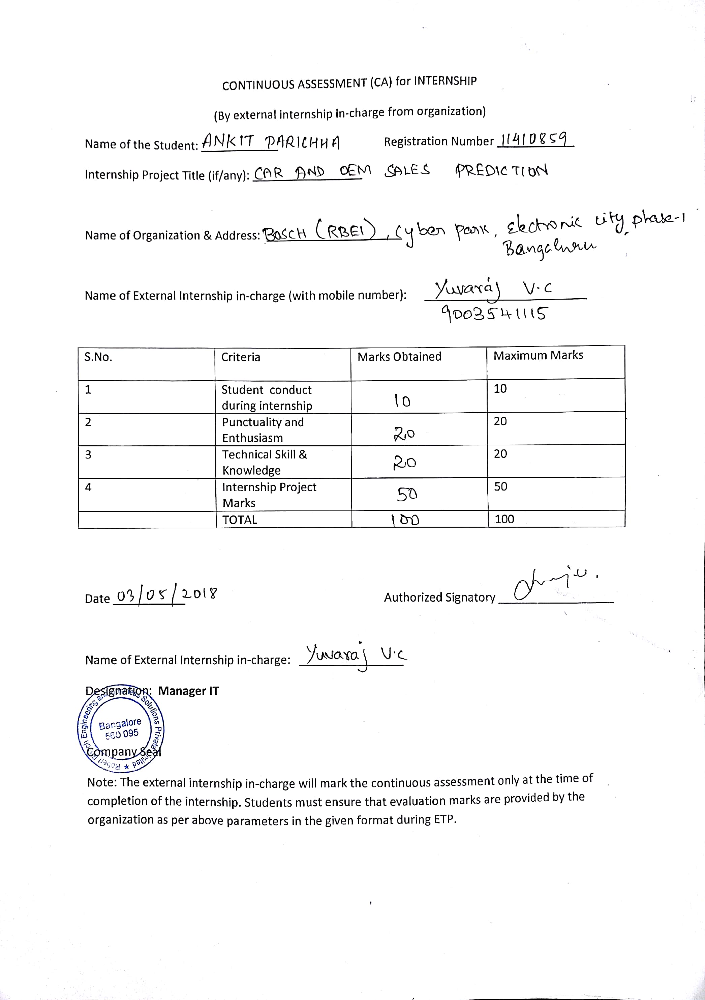 CONTINUOUS ASSESSMENT (CA) for INTERNSHIP
(By external internship in-charge from organization)
Name of the Student: ANKIT PARICHHA Registration Number 11410859
Internship Project Title (if/any): CAR AND OEM SALES PREDICTION
Name of Organization & Address: BOSCH (RBEI), Cyber park, Electronic city, phase-1
Bangaluru
Name of External Internship in-charge (with mobile number): Yuvaraj V.C
9003541115
S.No. Criteria Marks Obtained Maximum Marks
1 Student conduct 10 10
during internship
2 Punctuality and 20 20
Enthusiasm
3 Technical Skill & 20 20
Knowledge
4 Internship Project 50 50
Marks
TOTAL 100 100
Date 03/05/2018 Authorized Signatory
Name of External Internship in-charge: Yuvaraj V.C
Designation: Manager IT
Engineering and Solutions Private Limited * Robert
Bangalore
560 095
Company Seal
Note: The external internship in-charge will mark the continuous assessment only at the time of
completion of the internship. Students must ensure that evaluation marks are provided by the
organization as per above parameters in the given format during ETP.